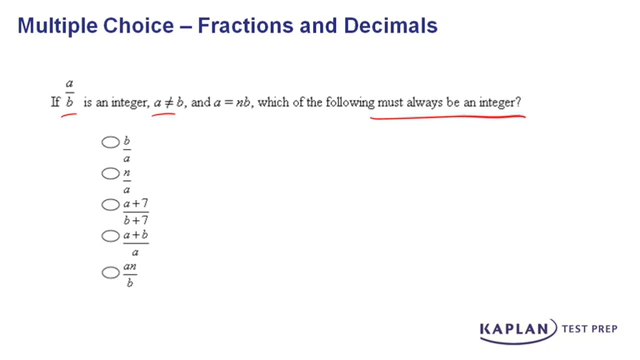 Multiple Choice – Fractions and Decimals
If a/b is an integer, a ≠ b, and a = nb, which of the following must always be an integer?
b/a
n/a
a+7/b+7
a+b/a
an/b
KAPLAN TEST PREP